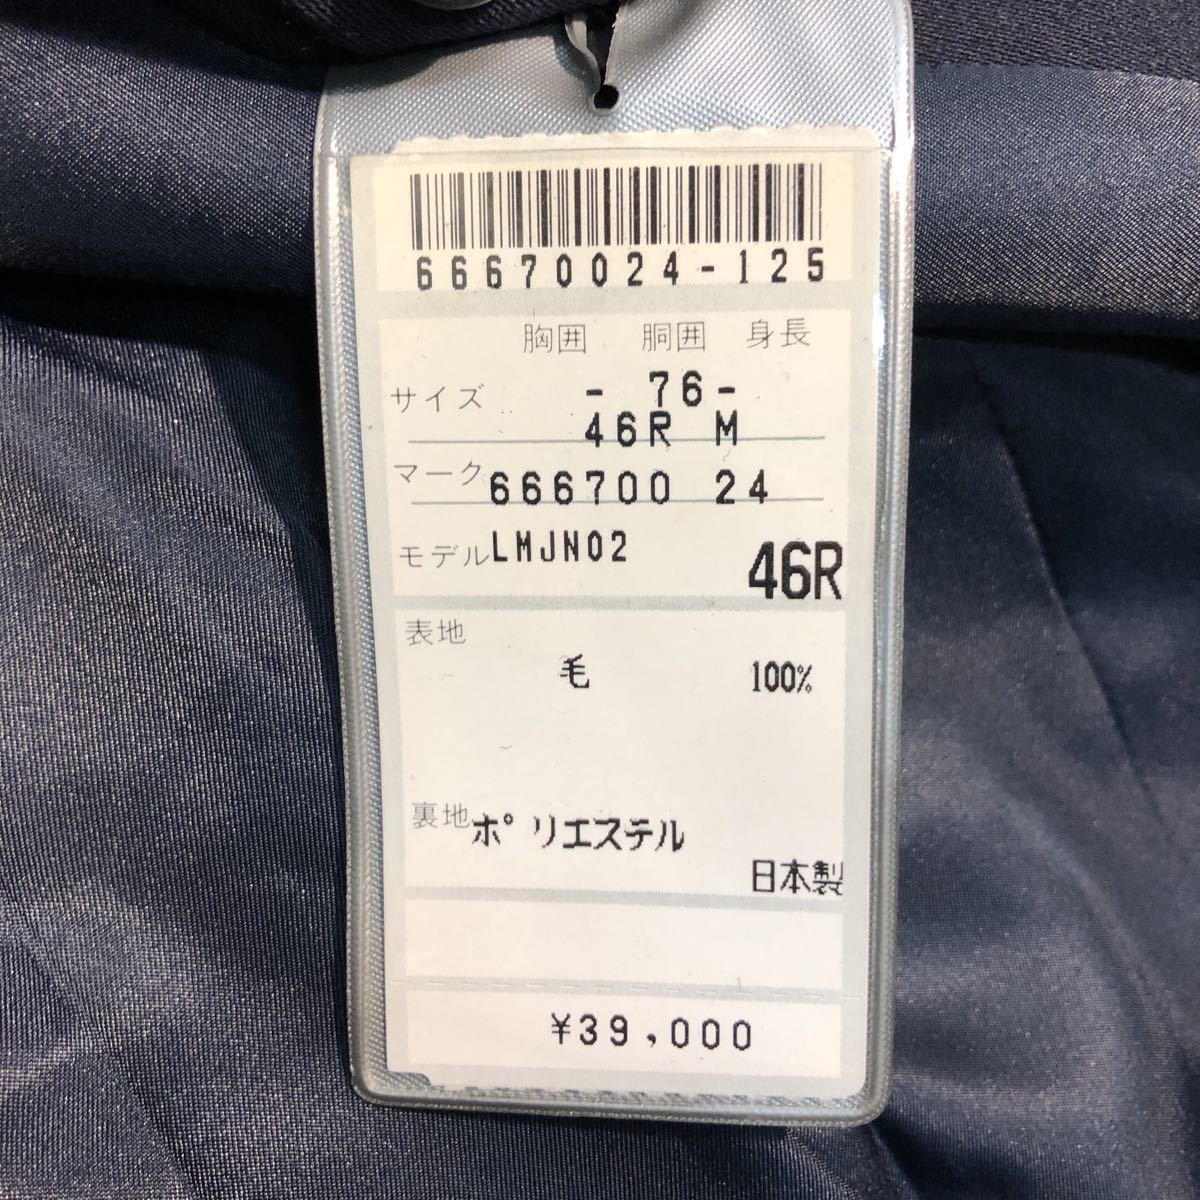 66670024-125
胸囲 胴囲 身長
サイズ - 76-
46R M
マーク 666700 24
モデル LMJN02
46R
表地
毛 100%
裏地 ポリエステル
日本製
¥39,000